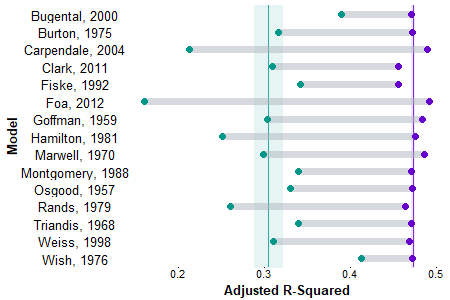 Bugental, 2000
Burton, 1975
Carpendale, 2004
Clark, 2011
Fiske, 1992
Foa, 2012
Goffman, 1959
Hamilton, 1981
Marwell, 1970
Montgomery, 1988
Osgood, 1957
Rands, 1979
Triandis, 1968
Weiss, 1998
Wish, 1976
Model
0.2 0.3 0.4 0.5
Adjusted R-Squared